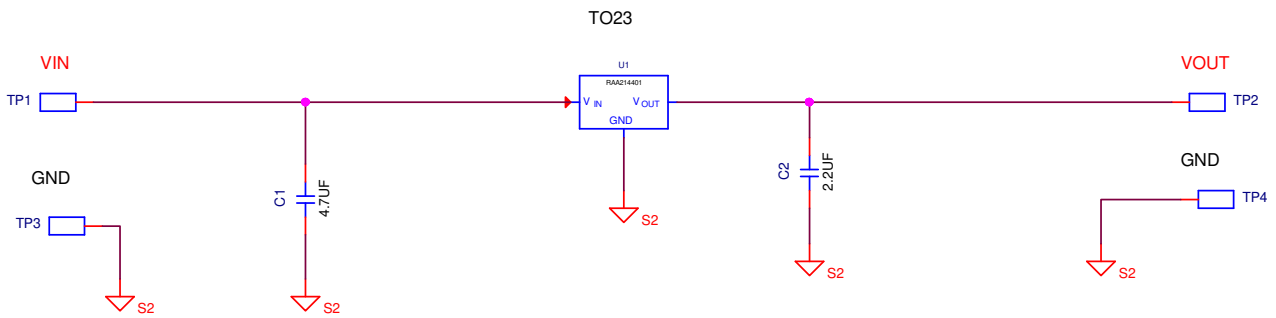 TO23
VIN
U1
VOUT
RAA214401
TP1
V IN
V OUT
TP2
GND
GND
C2
2.2UF
GND
C1
4.7UF
TP3
TP4
S2
S2
S2
S2
S2